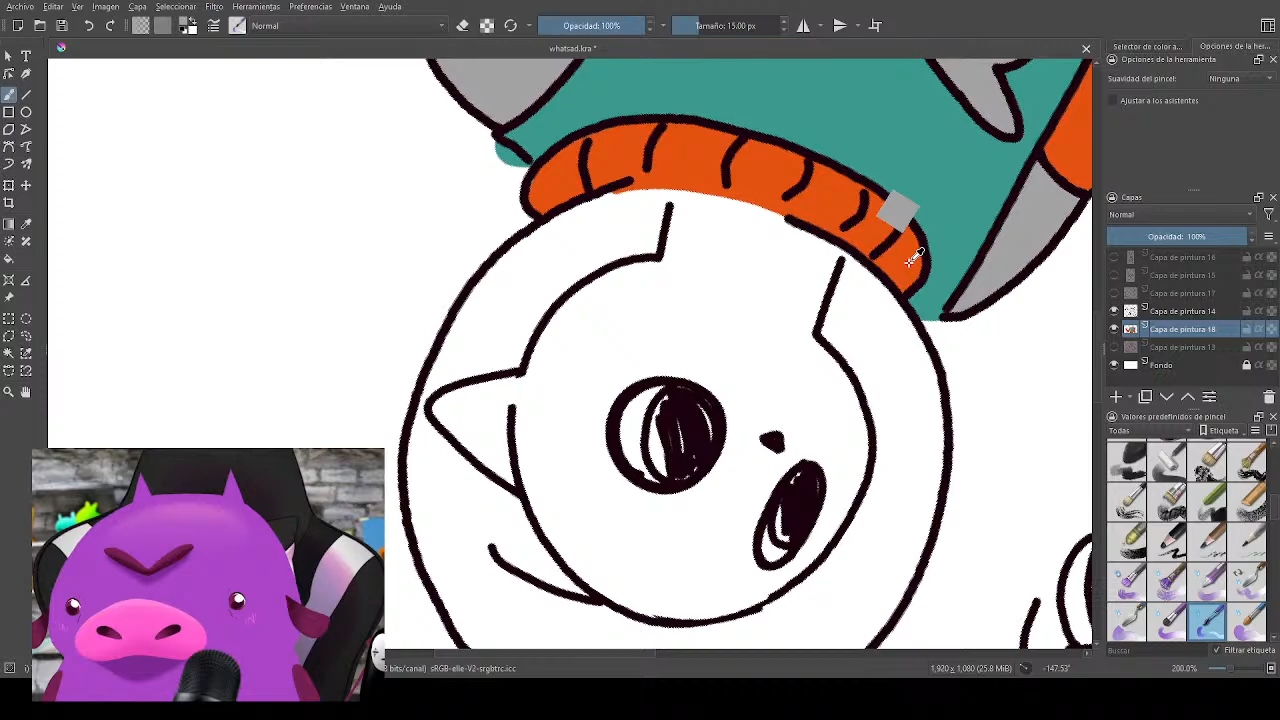 Archivo Editar Ver Imagen Capa Seleccionar Filtro Herramientas Preferencias Ventana Ayuda
Normal Opacidad: 100% Tamaño: 15.00 px
whatsad.kra *
Selector de color a... Opciones de la her...
Opciones de la herramienta
Suavidad del pincel: Ninguna
Ajustar a los asistentes
Capas
Normal
Opacidad: 100%
Capa de pintura 16
Capa de pintura 15
Capa de pintura 17
Capa de pintura 14
Capa de pintura 18
Capa de pintura 13
Fondo
Valores predefinidos de pincel
Todas Etiqueta
Buscar Filtrar etiqueta
bits/canal) sRGB-elle-V2-srgbtrc.icc 1,920 x 1,080 (25.8 MiB) -147.53° 200.0%